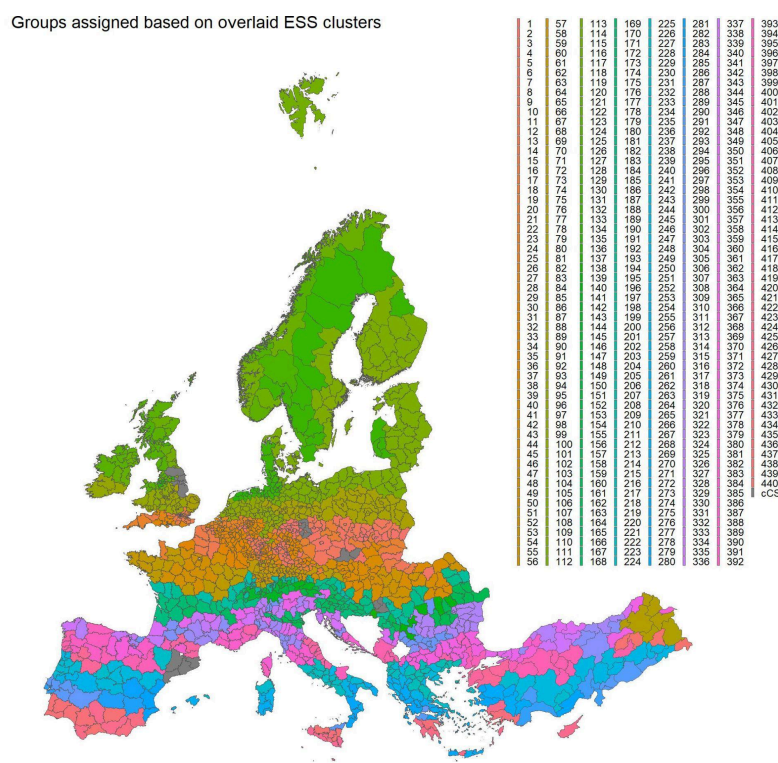 Groups assigned based on overlaid ESS clusters
1 57 113 169 225 281 337 393
2 58 114 170 226 282 338 394
3 59 115 171 227 283 339 395
4 60 116 172 228 284 340 396
5 61 117 173 229 285 341 397
6 62 118 174 230 286 342 398
7 63 119 175 231 287 343 399
8 64 120 176 232 288 344 400
9 65 121 177 233 289 345 401
10 66 122 178 234 290 346 402
11 67 123 179 235 291 347 403
12 68 124 180 236 292 348 404
13 69 125 181 237 293 349 405
14 70 126 182 238 294 350 406
15 71 127 183 239 295 351 407
16 72 128 184 240 296 352 408
17 73 129 185 241 297 353 409
18 74 130 186 242 298 354 410
19 75 131 187 243 299 355 411
20 76 132 188 244 300 356 412
21 77 133 189 245 301 357 413
22 78 134 190 246 302 358 414
23 79 135 191 247 303 359 415
24 80 136 192 248 304 360 416
25 81 137 193 249 305 361 417
26 82 138 194 250 306 362 418
27 83 139 195 251 307 363 419
28 84 140 196 252 308 364 420
29 85 141 197 253 309 365 421
30 86 142 198 254 310 366 422
31 87 143 199 255 311 367 423
32 88 144 200 256 312 368 424
33 89 145 201 257 313 369 425
34 90 146 202 258 314 370 426
35 91 147 203 259 315 371 427
36 92 148 204 260 316 372 428
37 93 149 205 261 317 373 429
38 94 150 206 262 318 374 430
39 95 151 207 263 319 375 431
40 96 152 208 264 320 376 432
41 97 153 209 265 321 377 433
42 98 154 210 266 322 378 434
43 99 155 211 267 323 379 435
44 100 156 212 268 324 380 436
45 101 157 213 269 325 381 437
46 102 158 214 270 326 382 438
47 103 159 215 271 327 383 439
48 104 160 216 272 328 384 440
49 105 161 217 273 329 385 cCS
50 106 162 218 274 330 386
51 107 163 219 275 331 387
52 108 164 220 276 332 388
53 109 165 221 277 333 389
54 110 166 222 278 334 390
55 111 167 223 279 335 391
56 112 168 224 280 336 392